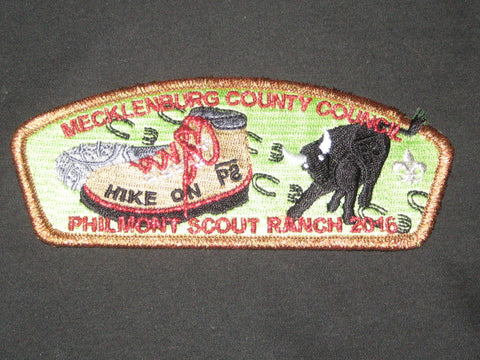 MECKLENBURG COUNTY COUNCIL
HIKE ON
PHILMONT SCOUT RANCH 2016